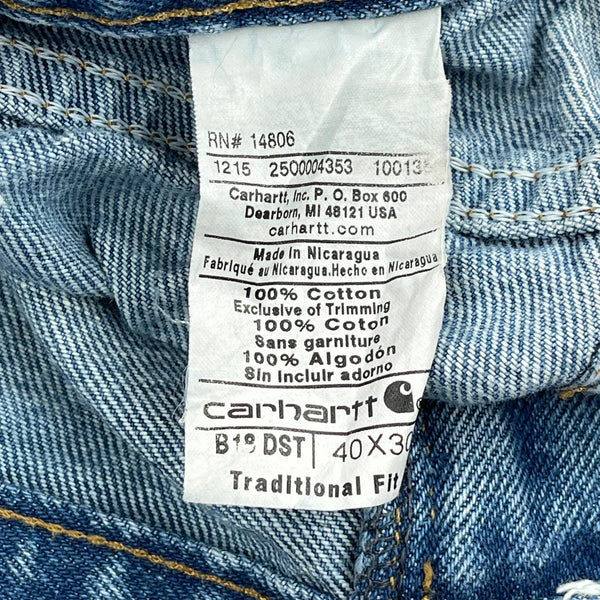 RN# 14806
1215 2500004353
Carhartt, Inc. P. O. Box 600
Dearborn, MI 48121 USA
carhartt.com
Made in Nicaragua
Fabriqué au Nicaragua.Hecho en Nicaragua
100% Cotton
Exclusive of Trimming
100% Coton
Sans garniture
100% Algodón
Sin incluir adorno
carhartt
B18 DST 40X30
Traditional Fit